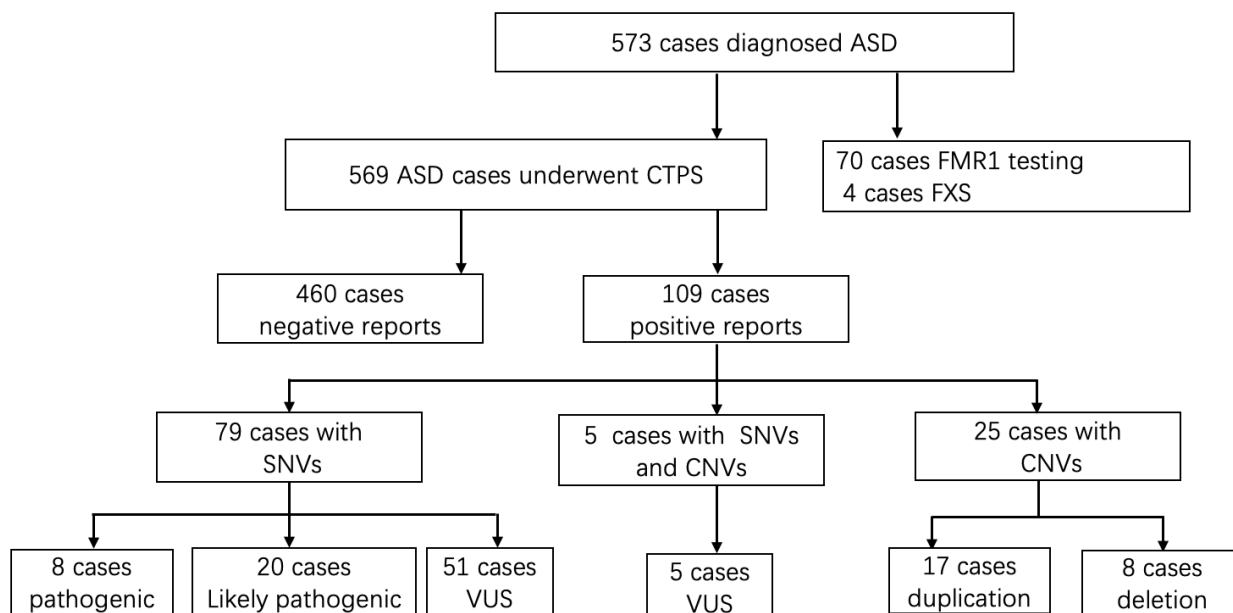 573 cases diagnosed ASD
569 ASD cases underwent CTPS
70 cases FMR1 testing
4 cases FXS
460 cases
negative reports
109 cases
positive reports
79 cases with
SNVs
5 cases with SNVs
and CNVs
25 cases with
CNVs
8 cases
pathogenic
20 cases
Likely pathogenic
51 cases
VUS
5 cases
VUS
17 cases
duplication
8 cases
deletion